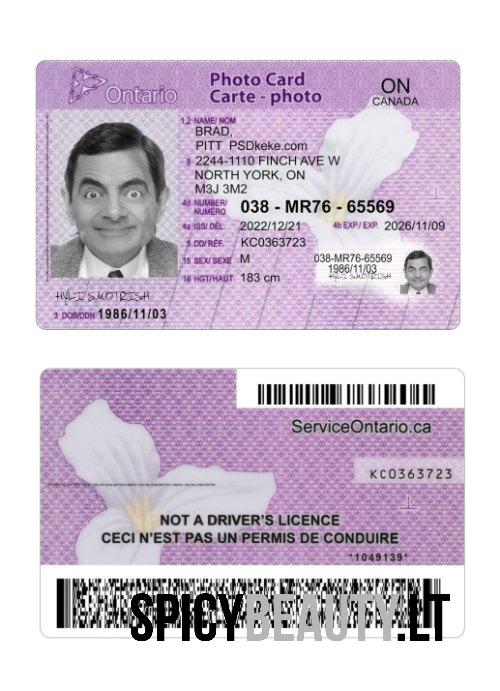 Ontario
Photo Card
Carte - photo
ON
CANADA
1,2 NAME/ NOM
BRAD,
PITT PSDkeke.com
8 2244-1110 FINCH AVE W
NORTH YORK, ON
M3J 3M2
4d NUMBER/ NUMÉRO 038 - MR76 - 65569
4a ISS/ DÉL 2022/12/21 4b EXP./ EXP. 2026/11/09
5 DD/ RÉF. KC0363723
15 SEX/ SEXE M
16 HGT/HAUT 183 cm
038-MR76-65569
1986/11/03
3 DOB/DDN 1986/11/03
ServiceOntario.ca
KC0363723
NOT A DRIVER'S LICENCE
CECI N'EST PAS UN PERMIS DE CONDUIRE
*1049139*
SPICYBEAUTY.LT